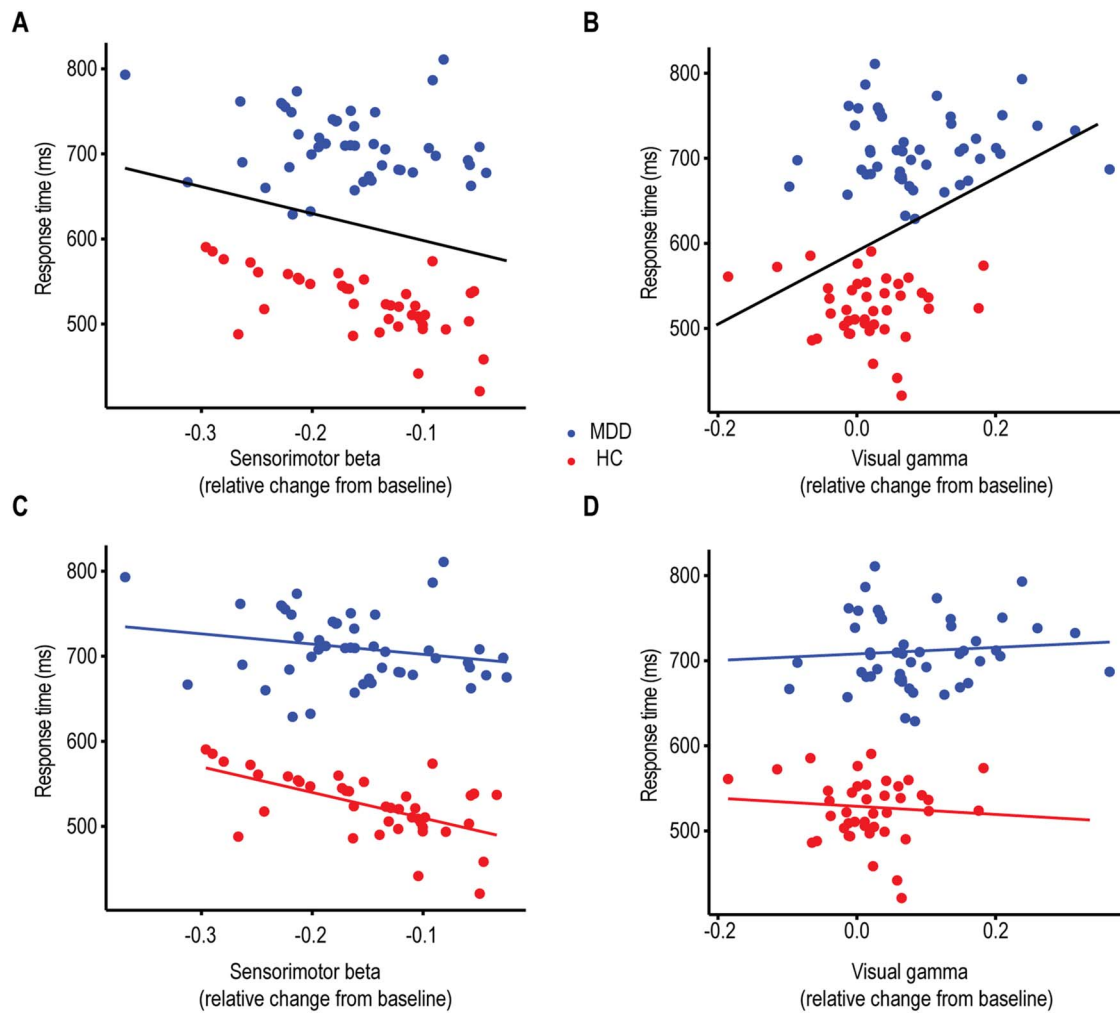 A
Response time (ms)
800
700
600
500
-0.3
-0.2
-0.1
Sensorimotor beta
(relative change from baseline)
B
Response time (ms)
800
700
600
500
-0.2
0.0
0.2
Visual gamma
(relative change from baseline)
MDD
HC
C
Response time (ms)
800
700
600
500
-0.3
-0.2
-0.1
Sensorimotor beta
(relative change from baseline)
D
Response time (ms)
800
700
600
500
-0.2
0.0
0.2
Visual gamma
(relative change from baseline)